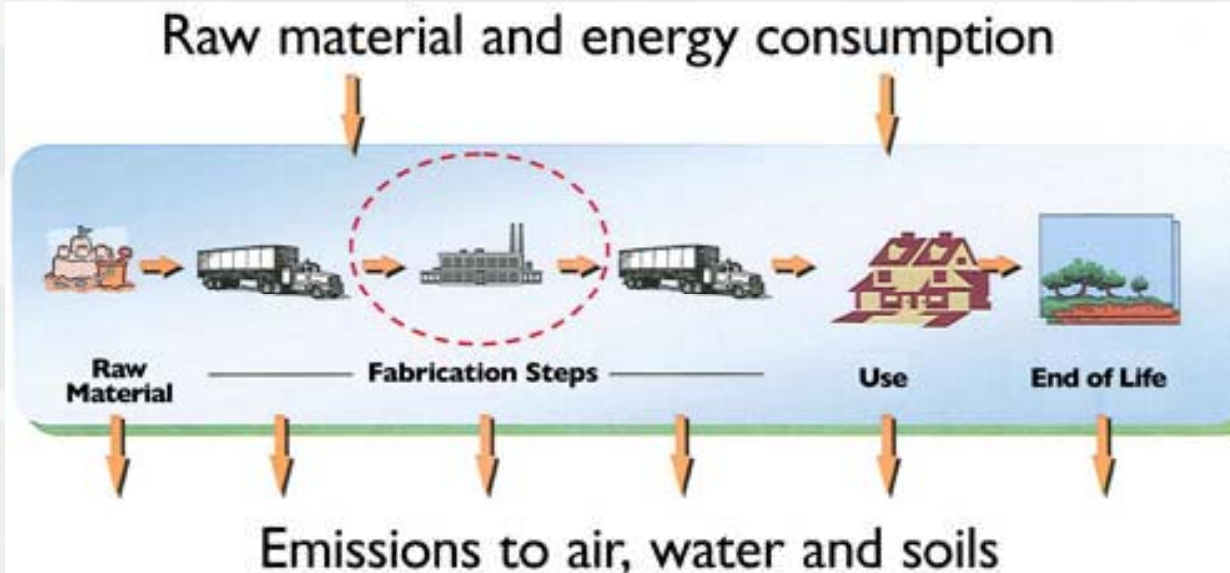 Raw material and energy consumption
Raw
Material
Fabrication Steps
Use
End of Life
Emissions to air, water and soils